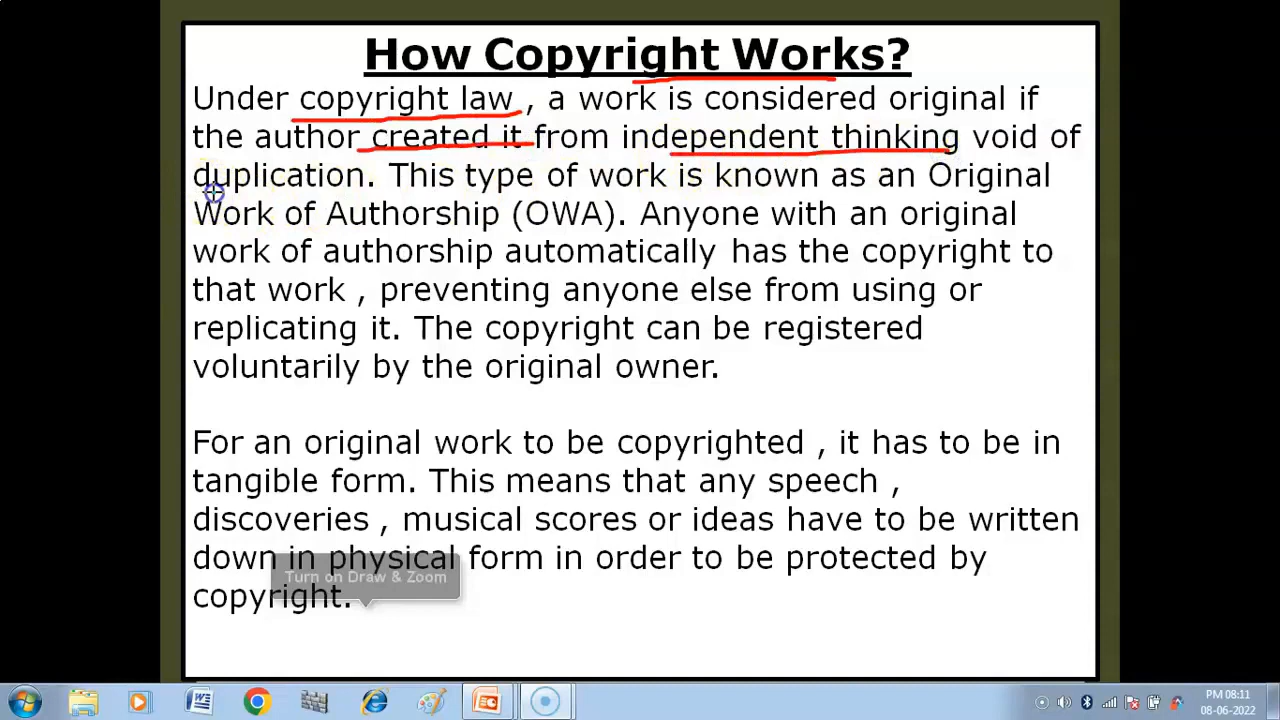 How Copyright Works?
Under copyright law , a work is considered original if
the author created it from independent thinking void of
duplication. This type of work is known as an Original
Work of Authorship (OWA). Anyone with an original
work of authorship automatically has the copyright to
that work , preventing anyone else from using or
replicating it. The copyright can be registered
voluntarily by the original owner.
For an original work to be copyrighted , it has to be in
tangible form. This means that any speech ,
discoveries , musical scores or ideas have to be written
down in physical form in order to be protected by
Turn on Draw & Zoom
copyright.
PM 08:11
08-06-2022